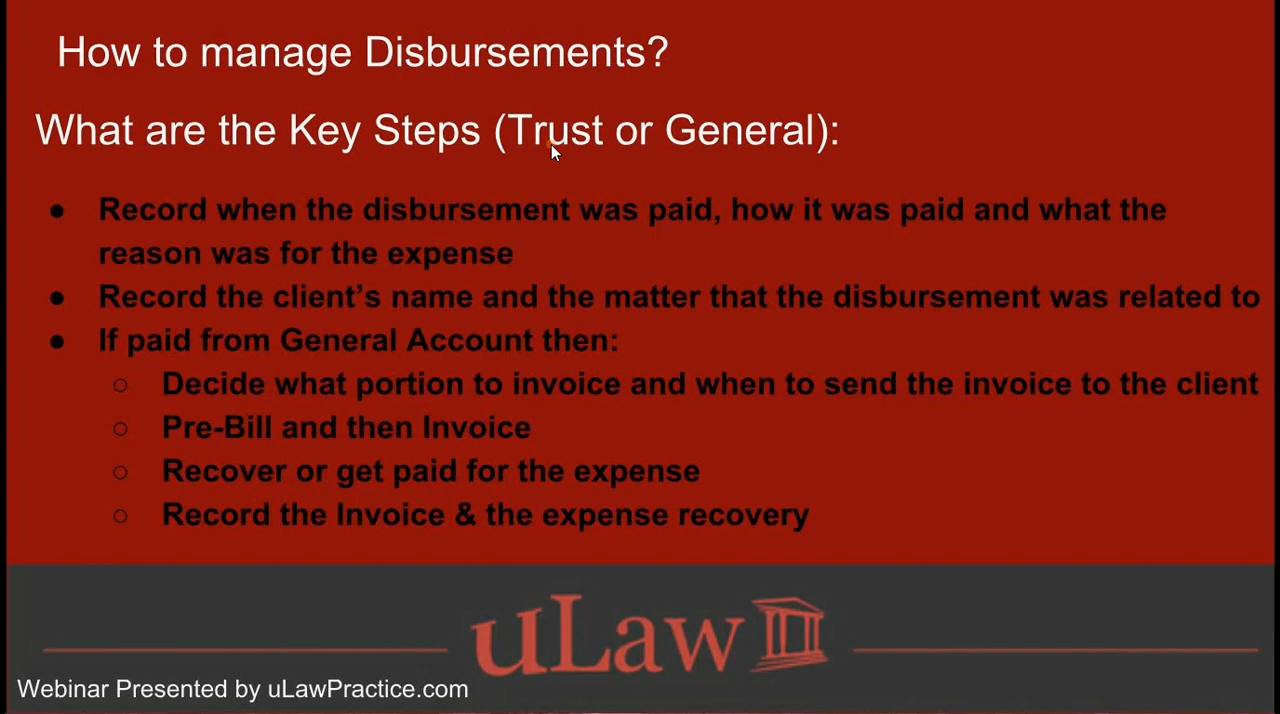 How to manage Disbursements?
What are the Key Steps (Trust or General):
● Record when the disbursement was paid, how it was paid and what the
reason was for the expense
● Record the client’s name and the matter that the disbursement was related to
● If paid from General Account then:
○ Decide what portion to invoice and when to send the invoice to the client
○ Pre-Bill and then Invoice
○ Recover or get paid for the expense
○ Record the Invoice & the expense recovery
uLaw
Webinar Presented by uLawPractice.com